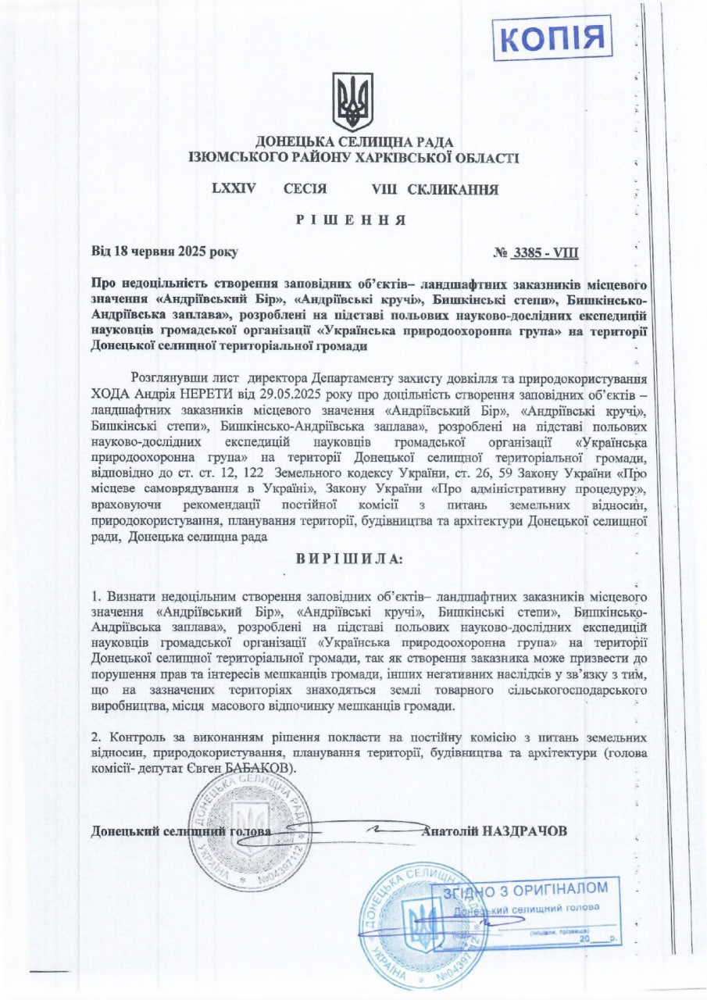 КОПІЯ
ДОНЕЦЬКА СЕЛИЩНА РАДА
ІЗЮМСЬКОГО РАЙОНУ ХАРКІВСЬКОЇ ОБЛАСТІ
LXXIV СЕСІЯ VIII СКЛИКАННЯ
Р І Ш Е Н Н Я
Від 18 червня 2025 року № 3385 - VIII
Про недоцільність створення заповідних об’єктів– ландшафтних заказників місцевого
значення «Андріївський Бір», «Андріївські кручі», Бишкінські степи», Бишкінсько-
Андріївська заплава», розроблені на підставі польових науково-дослідних експедицій
науковців громадської організації «Українська природоохоронна група» на території
Донецької селищної територіальної громади
Розглянувши лист директора Департаменту захисту довкілля та природокористування
ХОДА Андрія НЕРЕТИ від 29.05.2025 року про доцільність створення заповідних об’єктів –
ландшафтних заказників місцевого значення «Андріївський Бір», «Андріївські кручі»,
Бишкінські степи», Бишкінсько-Андріївська заплава», розроблені на підставі польових
науково-дослідних експедицій науковців громадської організації «Українська
природоохоронна група» на території Донецької селищної територіальної громади,
відповідно до ст. ст. 12, 122 Земельного кодексу України, ст. 26, 59 Закону України «Про
місцеве самоврядування в Україні», Закону України «Про адміністративну процедуру»,
враховуючи рекомендації постійної комісії з питань земельних відносин,
природокористування, планування території, будівництва та архітектури Донецької селищної
ради, Донецька селищна рада
В И Р І Ш И Л А:
1. Визнати недоцільним створення заповідних об’єктів– ландшафтних заказників місцевого
значення «Андріївський Бір», «Андріївські кручі», Бишкінські степи», Бишкінсько-
Андріївська заплава», розроблені на підставі польових науково-дослідних експедицій
науковців громадської організації «Українська природоохоронна група» на території
Донецької селищної територіальної громади, так як створення заказника може призвести до
порушення прав та інтересів мешканців громади, інших негативних наслідків у зв’язку з тим,
що на зазначених територіях знаходяться землі товарного сільськогосподарського
виробництва, місця масового відпочинку мешканців громади.
2. Контроль за виконанням рішення покласти на постійну комісію з питань земельних
відносин, природокористування, планування території, будівництва та архітектури (голова
комісії- депутат Євген БАБАКОВ).
ДОНЕЦЬКА СЕЛИЩНА РАДА
УКРАЇНА * №04397112 *
Донецький селищний голова Анатолій НАЗДРАЧОВ
ДОНЕЦЬКА СЕЛИЩНА РАДА
УКРАЇНА * №04397112 *
ЗГІДНО З ОРИГІНАЛОМ
Донецький селищний голова
(ініціали, прізвище)
20 р.